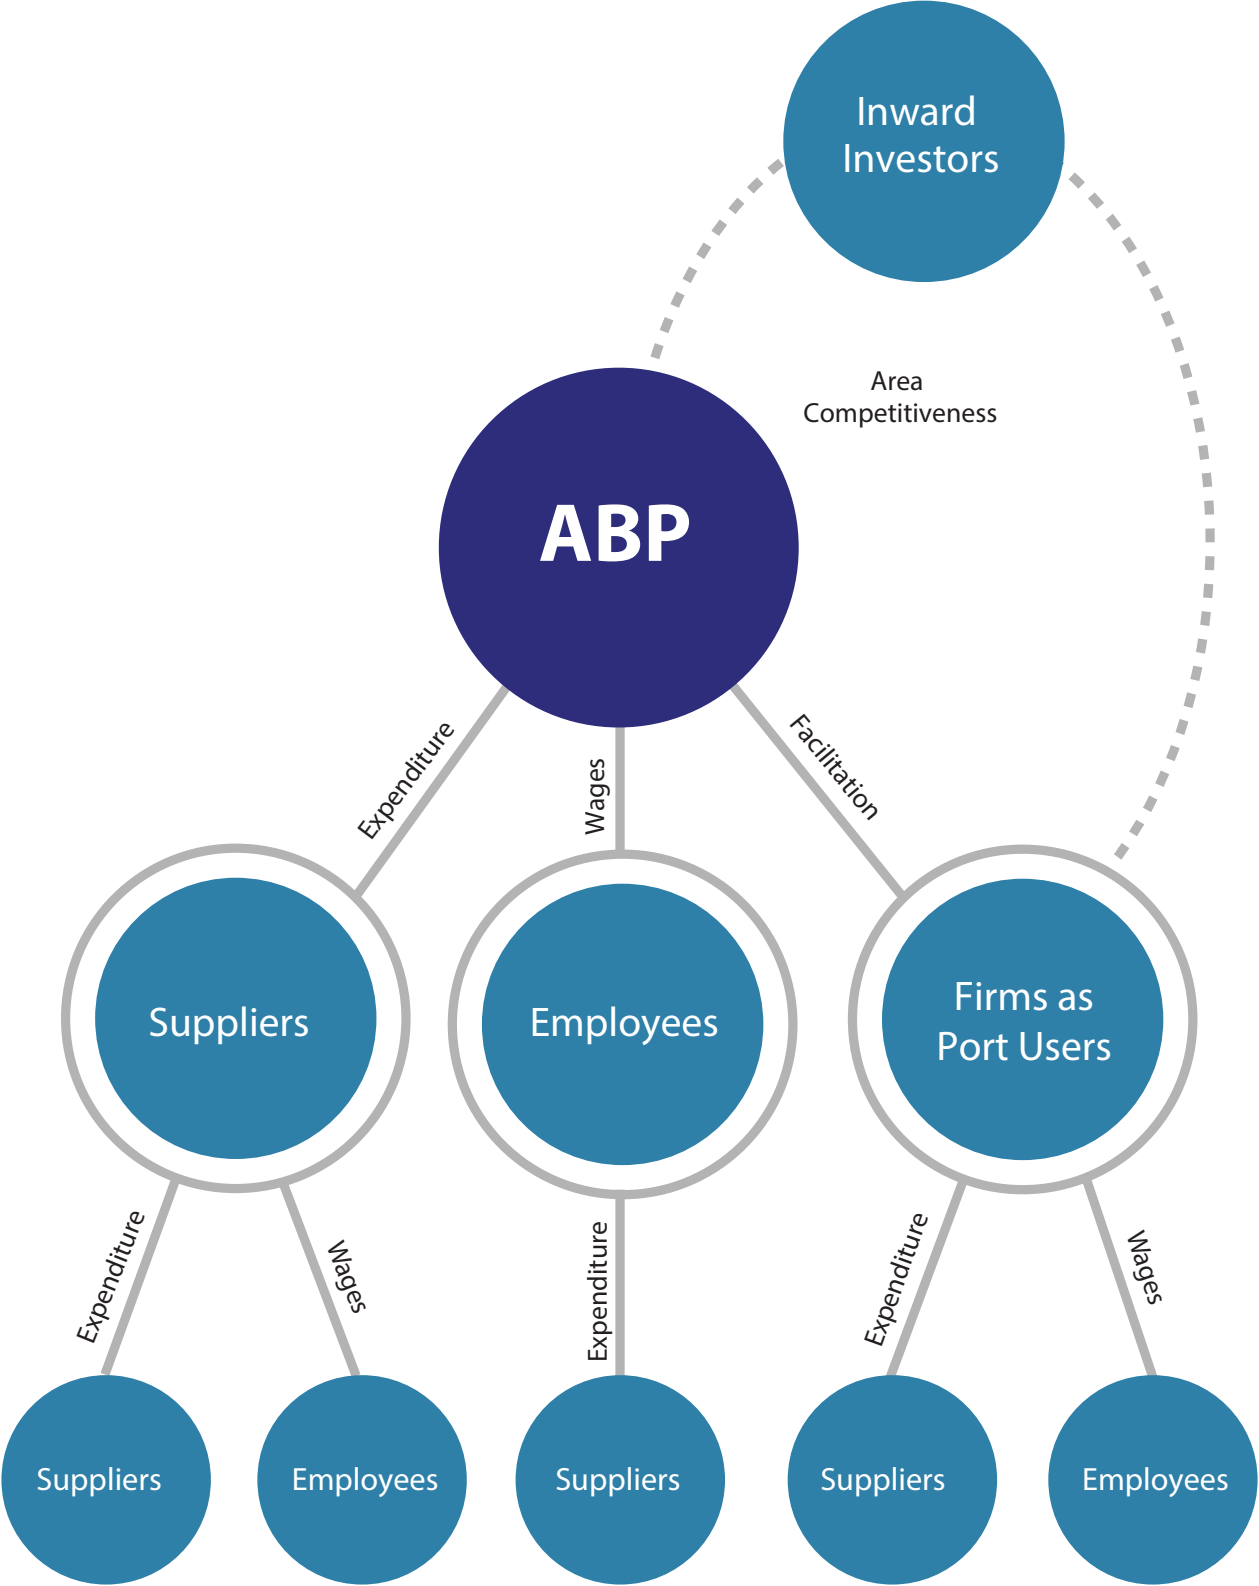 Inward
Investors
Area
Competitiveness
ABP
Expenditure
Wages
Facilitation
Suppliers
Employees
Firms as
Port Users
Expenditure
Wages
Expenditure
Expenditure
Wages
Suppliers
Employees
Suppliers
Suppliers
Employees